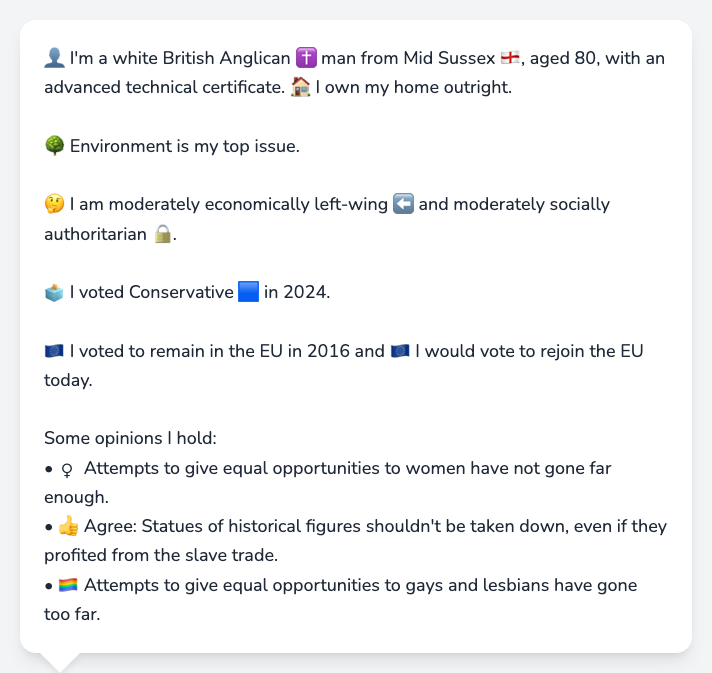 👤 I'm a white British Anglican ✝️ man from Mid Sussex 🏴󠁧󠁢󠁥󠁮󠁧󠁿, aged 80, with an
advanced technical certificate. 🏠 I own my home outright.
🌳 Environment is my top issue.
🤔 I am moderately economically left-wing ⬅️ and moderately socially
authoritarian 🔒.
🗳️ I voted Conservative 🟦 in 2024.
🇪🇺 I voted to remain in the EU in 2016 and 🇪🇺 I would vote to rejoin the EU
today.
Some opinions I hold:
• ♀ Attempts to give equal opportunities to women have not gone far
enough.
• 👍 Agree: Statues of historical figures shouldn't be taken down, even if they
profited from the slave trade.
• 🏳️‍🌈 Attempts to give equal opportunities to gays and lesbians have gone
too far.